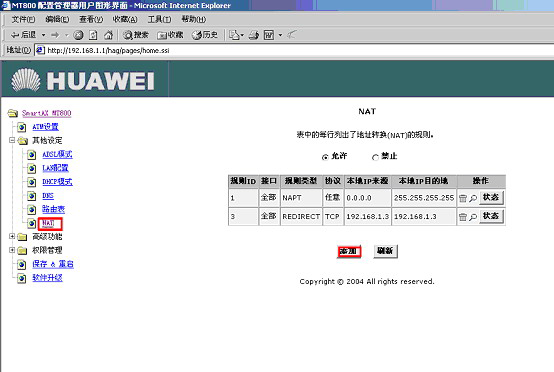 MT800 配置管理器用户图形界面 - Microsoft Internet Explorer
文件(F) 编辑(E) 查看(V) 收藏(A) 工具(T) 帮助(H)
后退 搜索 收藏 历史
地址(D) http://192.168.1.1/hag/pages/home.ssi
HUAWEI
SmartAX MT800
ATM设置
其他设定
ADSL模式
LAN配置
DHCP模式
DNS
路由表
NAT
高级功能
权限管理
保存 & 重启
软件升级
NAT
表中的每行列出了地址转换(NAT)的规则。
允许 禁止
规则ID 接口 规则类型 协议 本地IP来源 本地IP目的地 操作
1 全部 NAPT 任意 0.0.0.0 255.255.255.255 状态
3 全部 REDIRECT TCP 192.168.1.3 192.168.1.3 状态
添加 刷新
Copyright © 2004 All rights reserved.